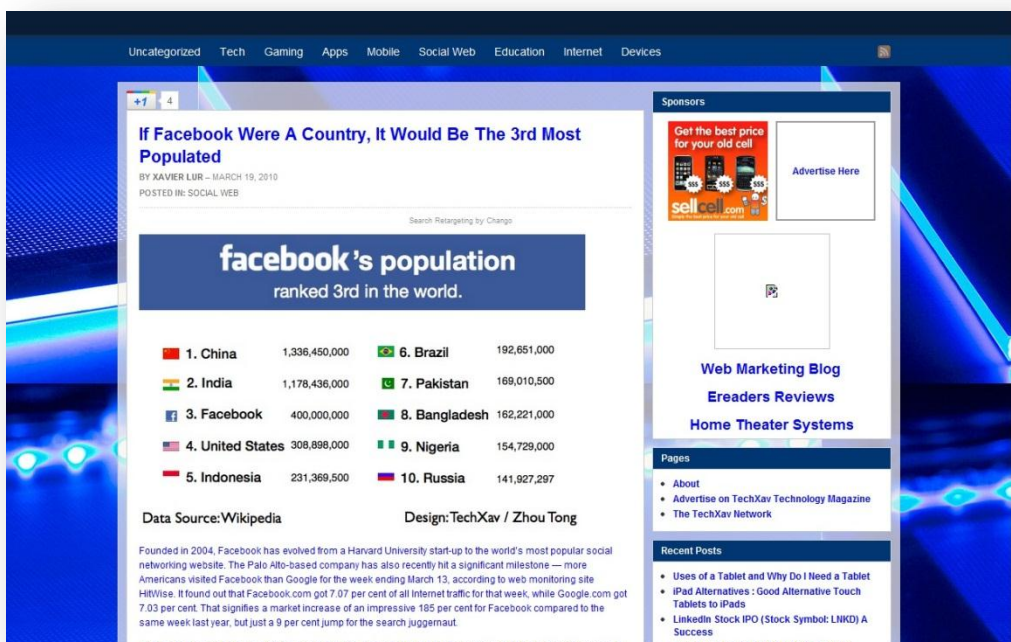 Uncategorized Tech Gaming Apps Mobile Social Web Education Internet Devices
+1 4
If Facebook Were A Country, It Would Be The 3rd Most
Populated
BY XAVIER LUR – MARCH 19, 2010
POSTED IN: SOCIAL WEB
Search Retargeting by Chango
facebook's population
ranked 3rd in the world.
1. China 1,336,450,000
2. India 1,178,436,000
3. Facebook 400,000,000
4. United States 308,898,000
5. Indonesia 231,369,500
6. Brazil 192,651,000
7. Pakistan 169,010,500
8. Bangladesh 162,221,000
9. Nigeria 154,729,000
10. Russia 141,927,297
Data Source:Wikipedia
Design:TechXav / Zhou Tong
Founded in 2004, Facebook has evolved from a Harvard University start-up to the world's most popular social
networking website. The Palo Alto-based company has also recently hit a significant milestone — more
Americans visited Facebook than Google for the week ending March 13, according to web monitoring site
HitWise. It found out that Facebook.com got 7.07 per cent of all Internet traffic for that week, while Google.com got
7.03 per cent. That signifies a market increase of an impressive 185 per cent for Facebook compared to the
same week last year, but just a 9 per cent jump for the search juggernaut.
Sponsors
Get the best price
for your old cell
$$$ $$$ $$$
sellcell.com
Advertise Here
Web Marketing Blog
Ereaders Reviews
Home Theater Systems
Pages
About
Advertise on TechXav Technology Magazine
The TechXav Network
Recent Posts
Uses of a Tablet and Why Do I Need a Tablet
iPad Alternatives : Good Alternative Touch
Tablets to iPads
LinkedIn Stock IPO (Stock Symbol: LNKD) A
Success